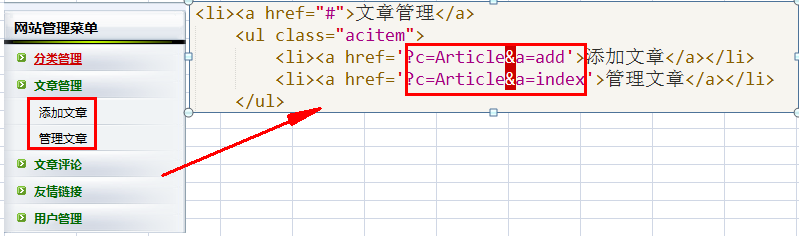 网站管理菜单
分类管理
文章管理
添加文章
管理文章
文章评论
友情链接
用户管理
<li><a href="#">文章管理</a>
<ul class="acitem">
<li><a href='?c=Article&a=add'>添加文章</a></li>
<li><a href='?c=Article&a=index'>管理文章</a></li>
</ul>